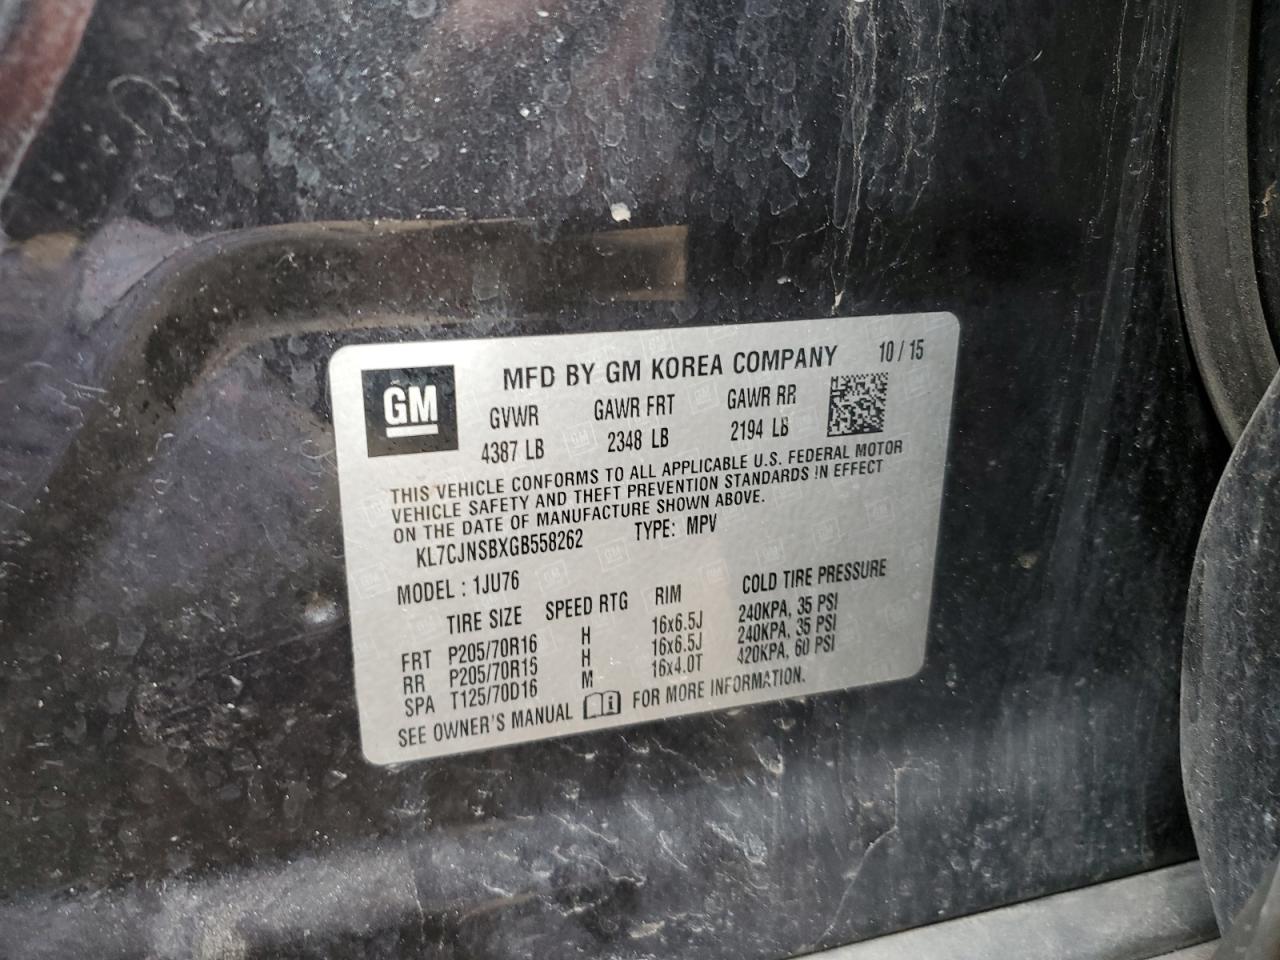 GM
MFD BY GM KOREA COMPANY 10 / 15
GVWR GAWR FRT GAWR RR
4387 LB 2348 LB 2194 LB
THIS VEHICLE CONFORMS TO ALL APPLICABLE U.S. FEDERAL MOTOR
VEHICLE SAFETY AND THEFT PREVENTION STANDARDS IN EFFECT
ON THE DATE OF MANUFACTURE SHOWN ABOVE.
KL7CJNSBXGB558262 TYPE: MPV
MODEL : 1JU76
TIRE SIZE SPEED RTG RIM COLD TIRE PRESSURE
FRT P205/70R16 H 16x6.5J 240KPA, 35 PSI
RR P205/70R16 H 16x6.5J 240KPA, 35 PSI
SPA T125/70D16 M 16x4.0T 420KPA, 60 PSI
SEE OWNER'S MANUAL FOR MORE INFORMATION.